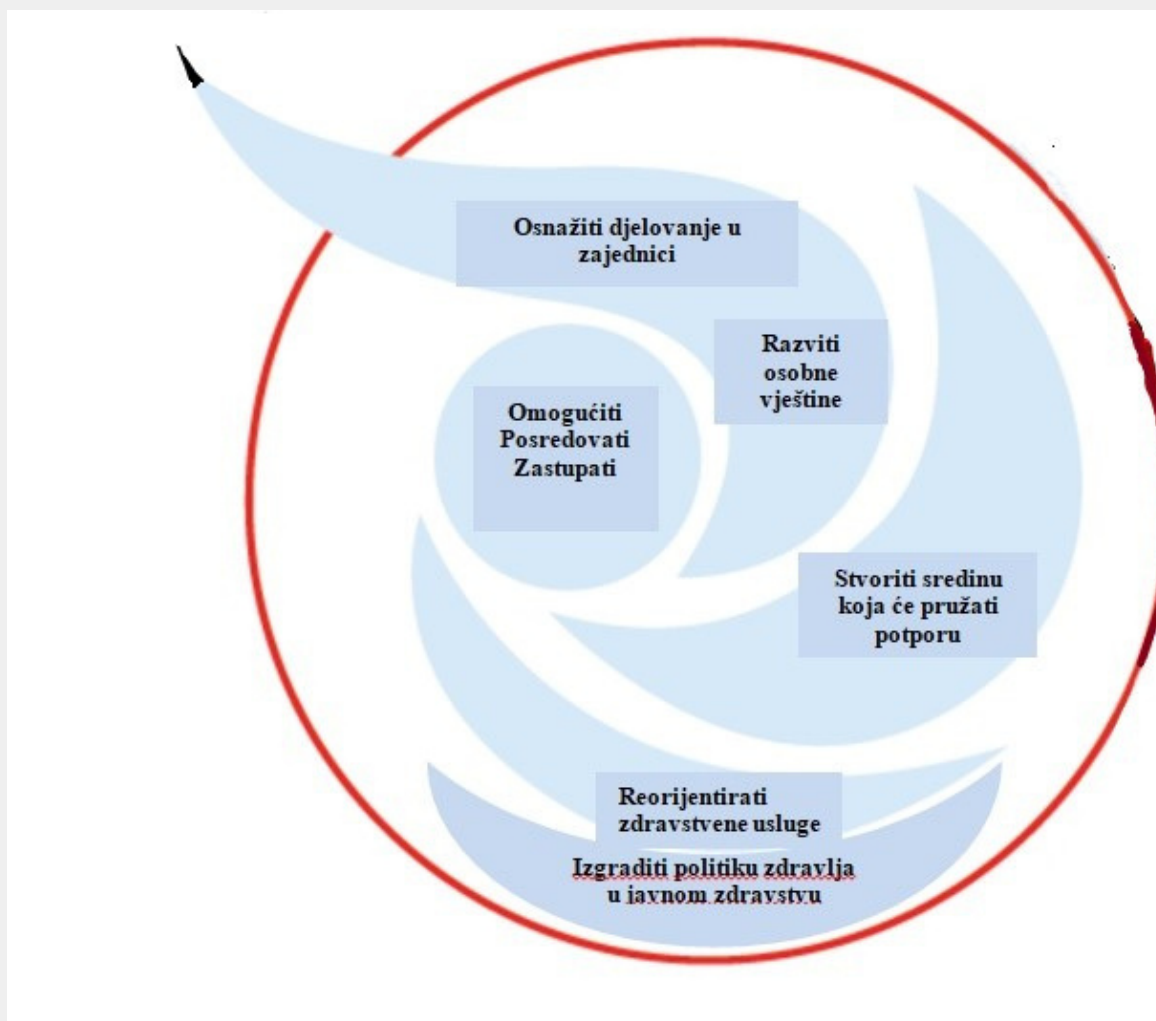 Osnažiti djelovanje u
zajednici
Razviti
osobne
vještine
Omogućiti
Posredovati
Zastupati
Stvoriti sredinu
koja će pružati
potporu
Reorijentirati
zdravstvene usluge
Izgraditi politiku zdravlja
u javnom zdravstvu